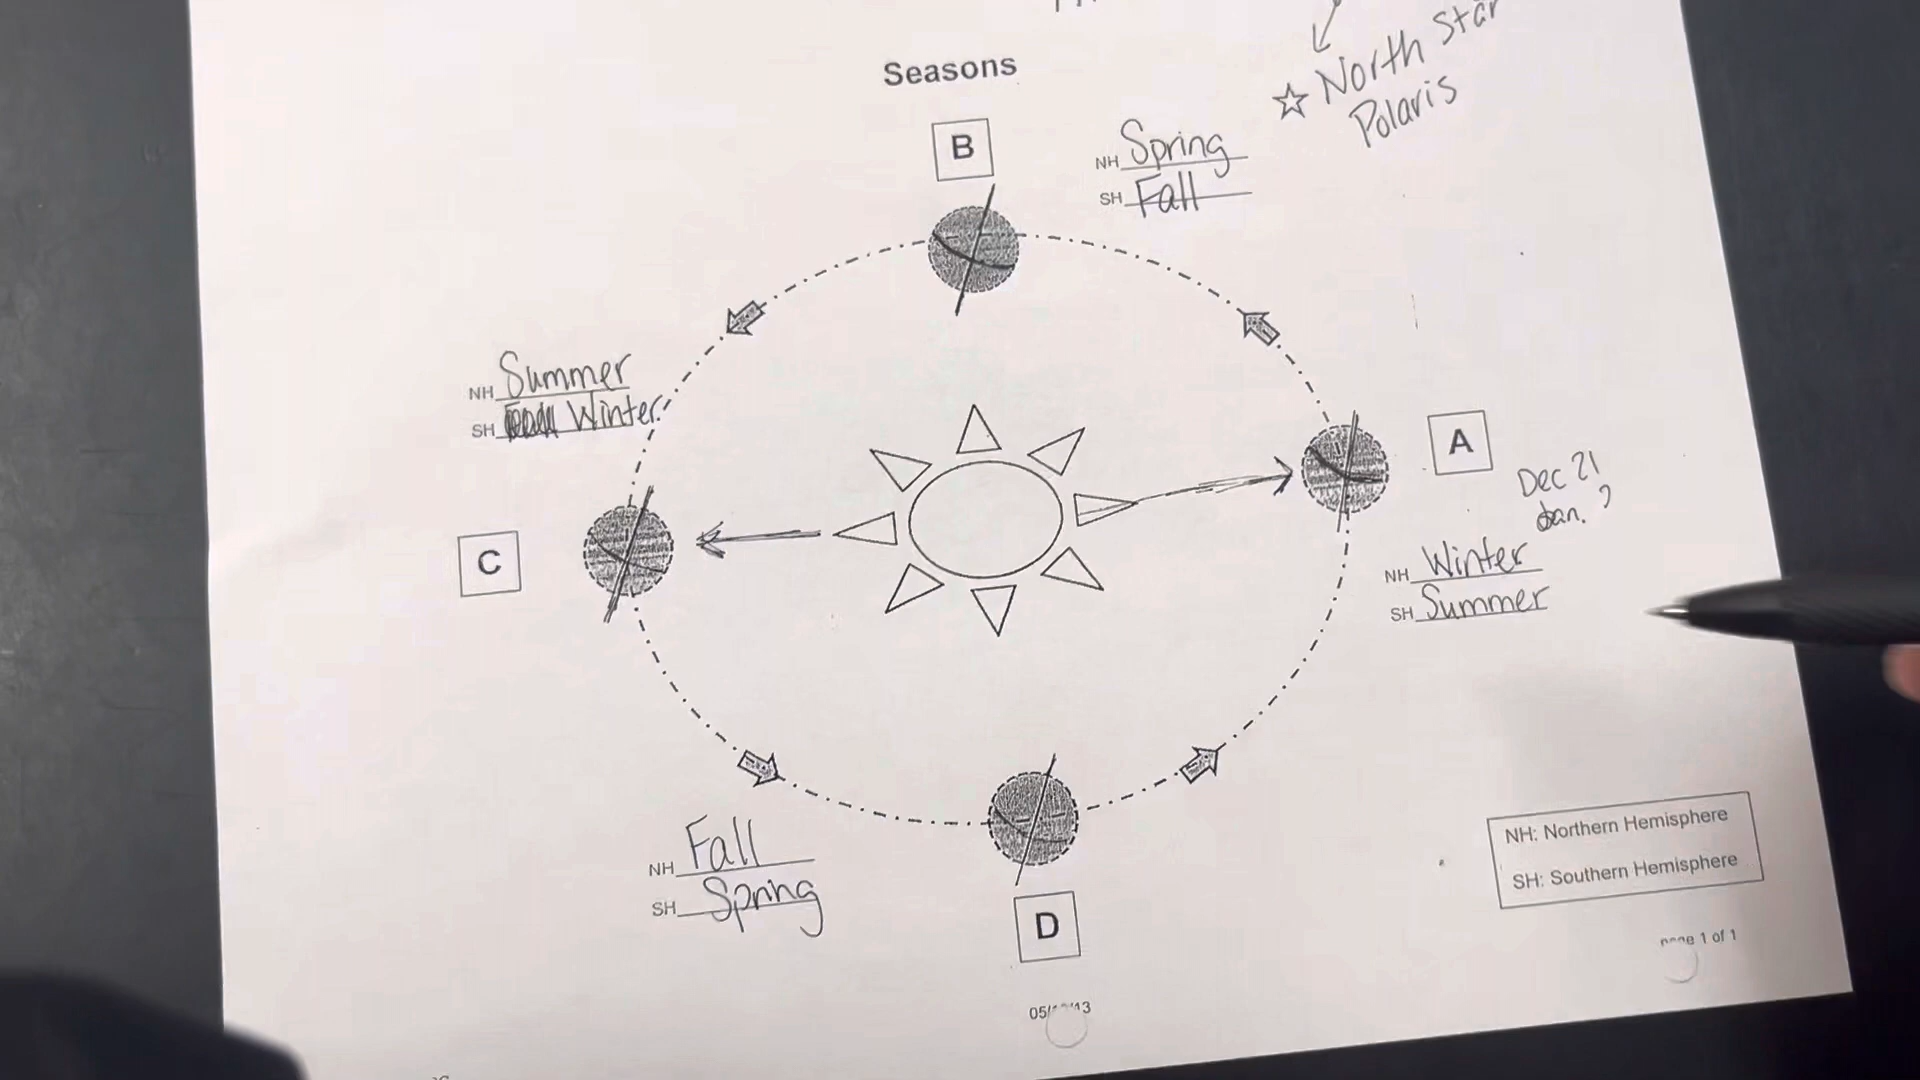 Seasons
☆ North Star
Polaris
B
NH Spring
SH Fall
NH Summer
SH Winter
A
Dec 21
Jan. ?
NH Winter
SH Summer
C
NH Fall
SH Spring
D
NH: Northern Hemisphere
SH: Southern Hemisphere
page 1 of 1